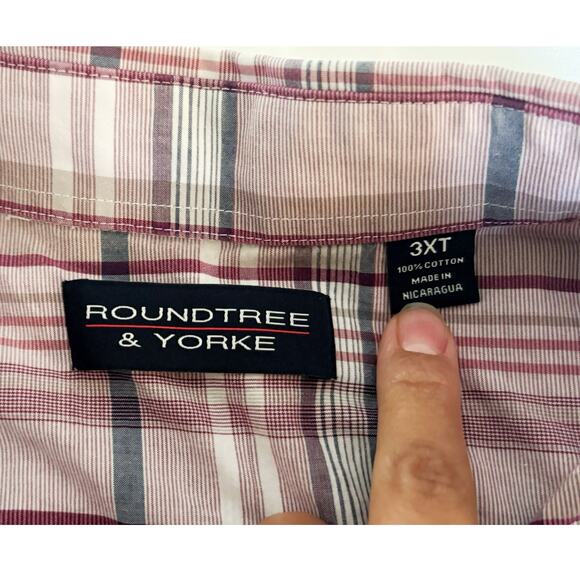 ROUNDTREE
& YORKE
3XT
100% COTTON
MADE IN
NICARAGUA